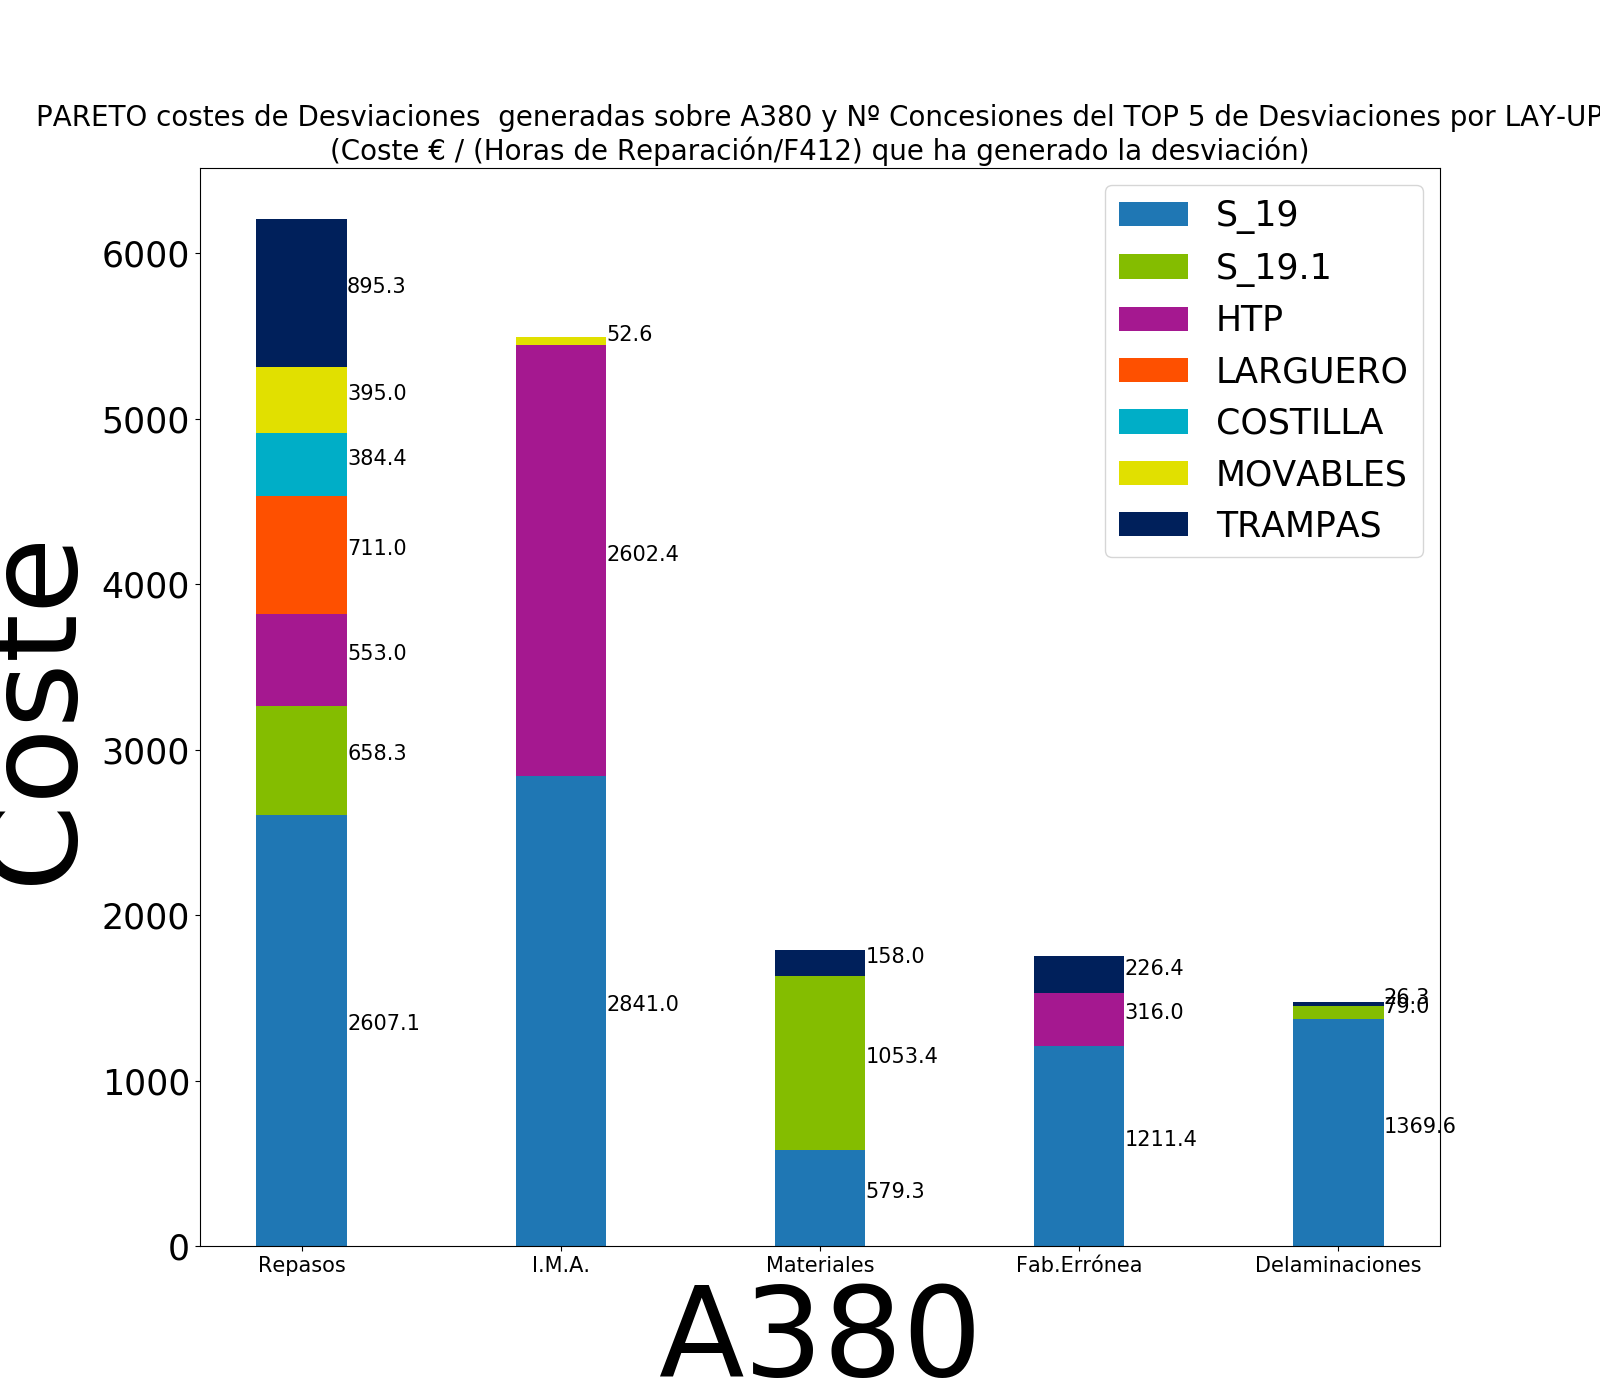 PARETO costes de Desviaciones  generadas sobre A380 y Nº Concesiones del TOP 5 de Desviaciones por LAY-UP
(Coste € / (Horas de Reparación/F412) que ha generado la desviación)
S_19
S_19.1
HTP
LARGUERO
COSTILLA
MOVABLES
TRAMPAS
Coste
6000
5000
4000
3000
2000
1000
0
895.3
395.0
384.4
711.0
553.0
658.3
2607.1
52.6
2602.4
2841.0
158.0
1053.4
579.3
226.4
316.0
1211.4
26.3
79.0
1369.6
Repasos
I.M.A.
Materiales
Fab.Errónea
Delaminaciones
A380